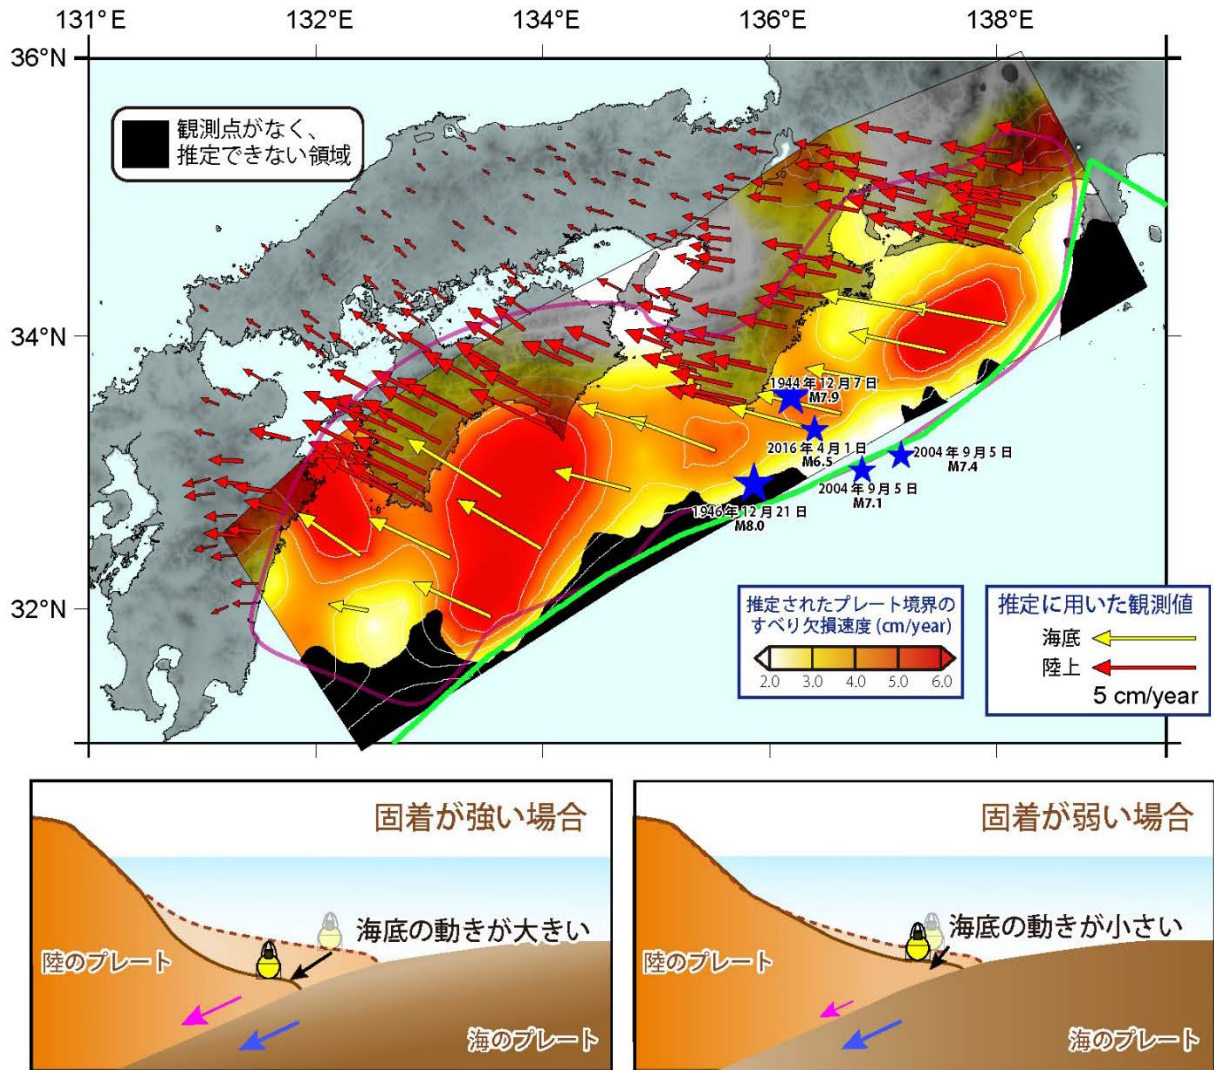 131°E
132°E
134°E
136°E
138°E
36°N
34°N
32°N
観測点がなく、
推定できない領域
1944年12月7日
M7.9
2016年4月1日
M6.5
2004年9月5日
M7.4
2004年9月5日
M7.1
1946年12月21日
M8.0
推定されたプレート境界の
すべり欠損速度 (cm/year)
2.0 3.0 4.0 5.0 6.0
推定に用いた観測値
海底
陸上
5 cm/year
固着が強い場合
海底の動きが大きい
陸のプレート
海のプレート
固着が弱い場合
海底の動きが小さい
陸のプレート
海のプレート